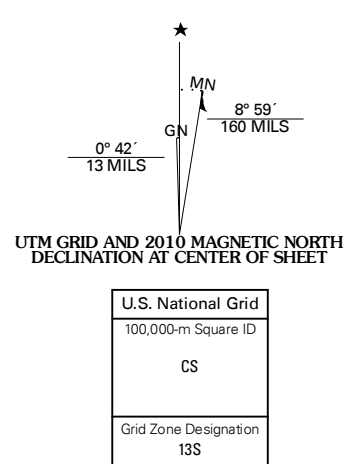 MN
GN
8° 59´
160 MILS
0° 42´
13 MILS
UTM GRID AND 2010 MAGNETIC NORTH
DECLINATION AT CENTER OF SHEET
U.S. National Grid
100,000-m Square ID
CS
Grid Zone Designation
13S